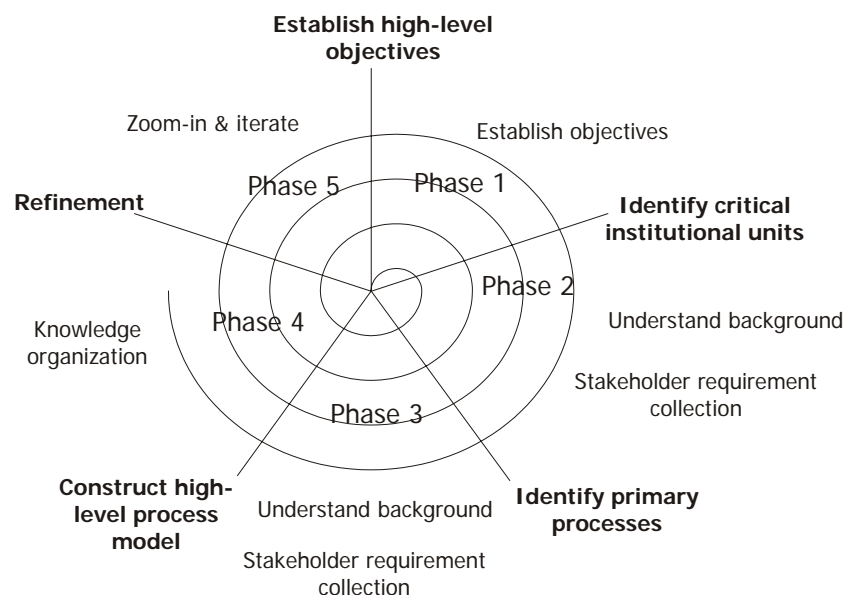 Establish high-level
objectives
Zoom-in & iterate
Establish objectives
Phase 5
Phase 1
Refinement
Identify critical
institutional units
Phase 2
Phase 4
Understand background
Knowledge
organization
Stakeholder requirement
collection
Phase 3
Construct high-
level process
model
Identify primary
processes
Understand background
Stakeholder requirement
collection